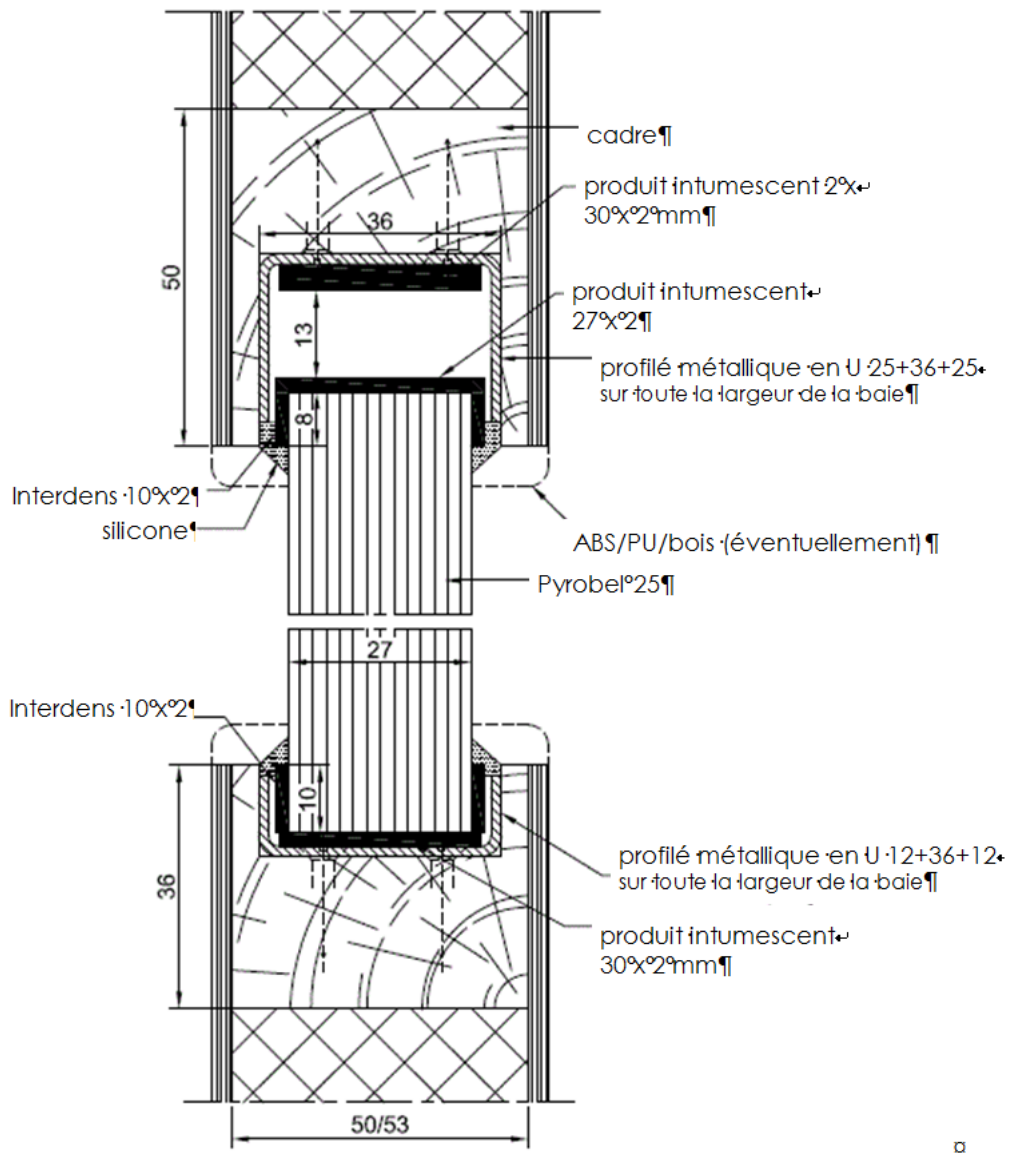 cadre¶
produit·intumescent·2°x↵
30°x°2°mm¶
36
50
produit·intumescent↵
27°x°2¶
13
profilé·métallique·en·U·25+36+25↵
sur·toute·la·largeur·de·la·baie¶
8
Interdens·10°x°2¶
silicone¶
ABS/PU/bois·(éventuellement)¶
Pyrobel°25¶
27
Interdens·10°x°2¶
10
36
profilé·métallique·en·U·12+36+12↵
sur·toute·la·largeur·de·la·baie¶
produit·intumescent↵
30°x°2°mm¶
50/53
¤